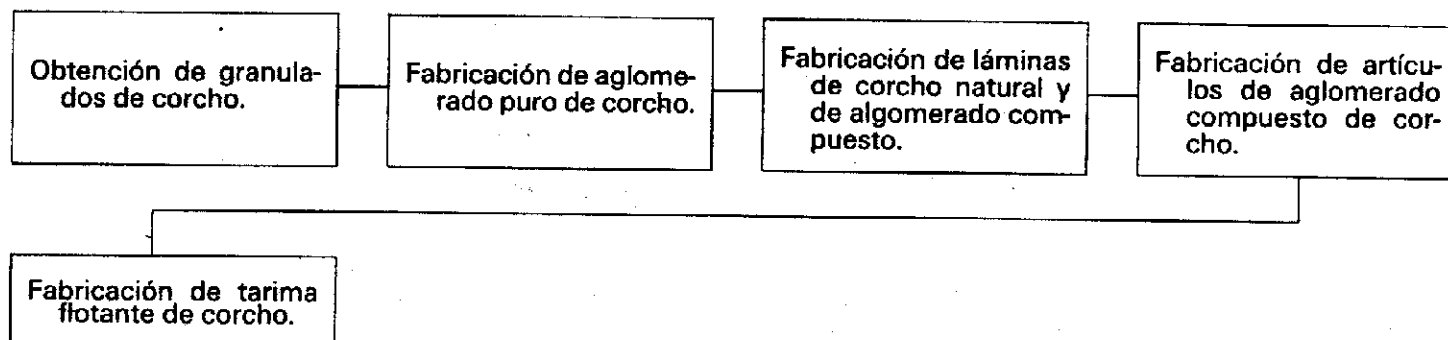 Obtención de granula-
dos de corcho.
Fabricación de aglome-
rado puro de corcho.
Fabricación de láminas
de corcho natural y
de algomerado com-
puesto.
Fabricación de artícu-
los de aglomerado
compuesto de cor-
cho.
Fabricación de tarima
flotante de corcho.